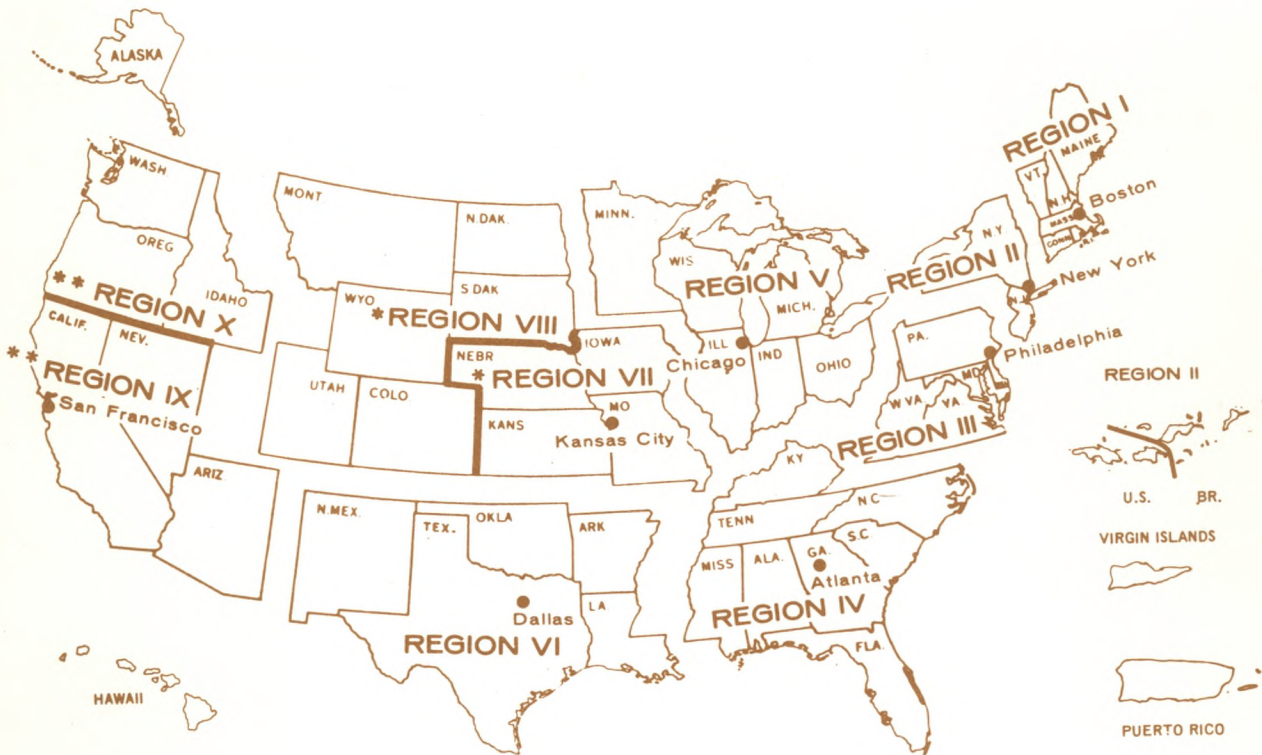 ALASKA
WASH
OREG
** REGION X
IDAHO
CALIF.
NEV.
** REGION IX
San Francisco
ARIZ
UTAH
MONT.
WYO
N.DAK.
S.DAK
*REGION VIII
COLO
NEBR
* REGION VII
KANS
IOWA
MO
Kansas City
MINN.
WIS
REGION V
MICH.
ILL
Chicago
IND
OHIO
REGION I
MAINE
VT.
N.H.
MASS
CONN.
R.I.
Boston
N.Y.
REGION II
New York
N.J.
PA.
Philadelphia
MD
W VA.
VA.
REGION III
KY
TENN
N C
S.C.
MISS
ALA.
GA.
Atlanta
REGION IV
FLA.
N.MEX.
TEX.
OKLA
ARK
LA
Dallas
REGION VI
HAWAII
REGION II
U.S. BR.
VIRGIN ISLANDS
PUERTO RICO